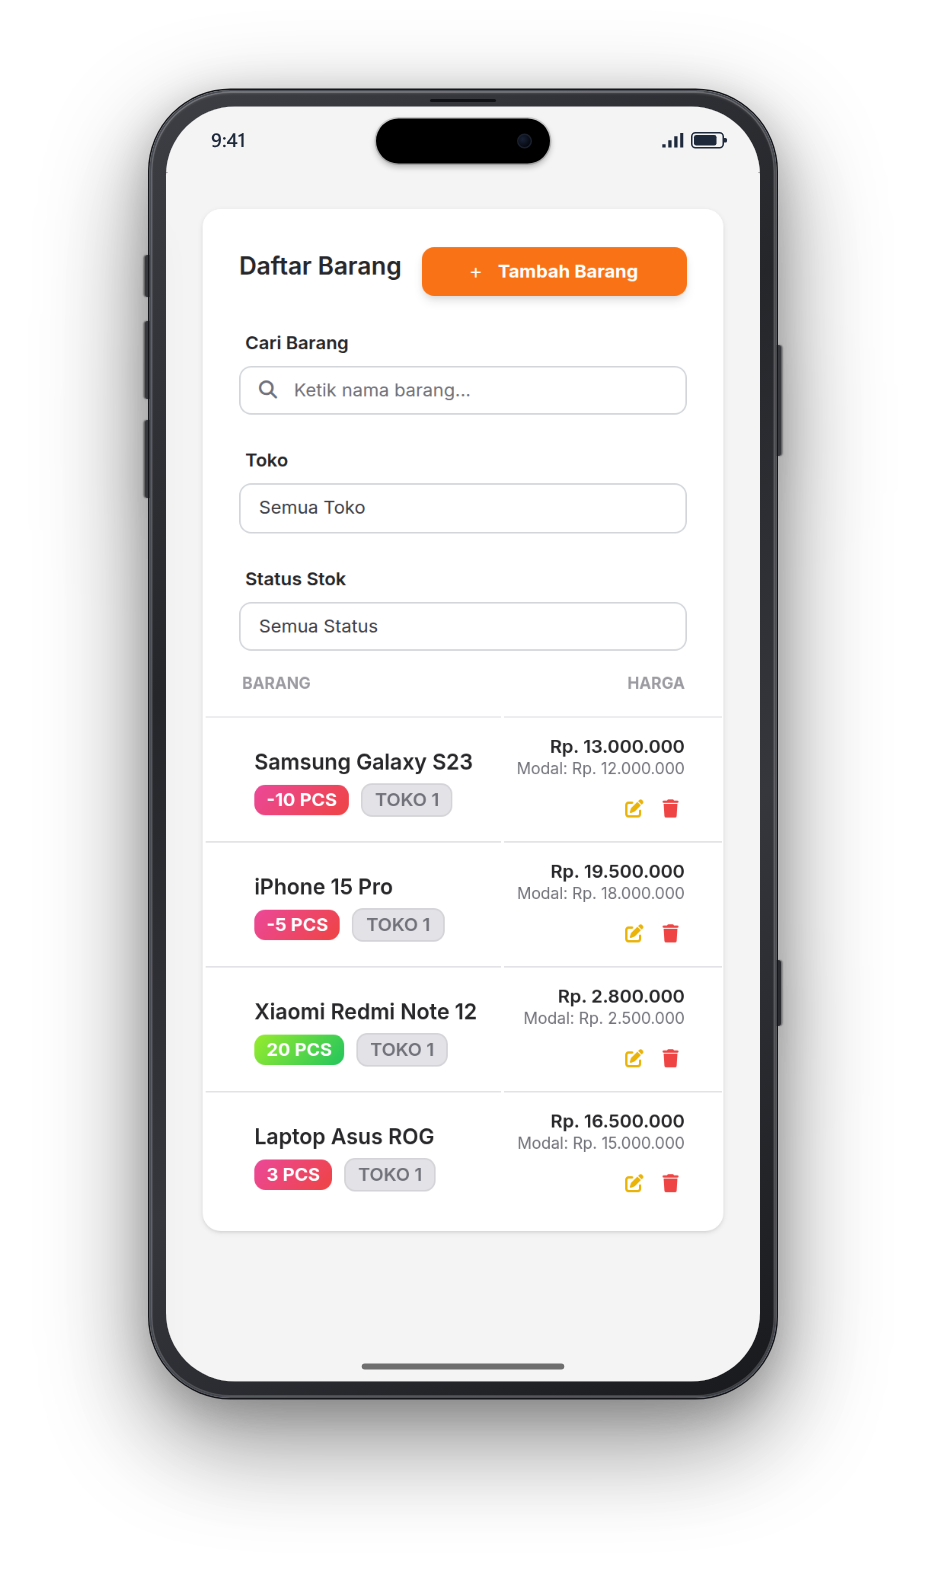 9:41
Daftar Barang
+ Tambah Barang
Cari Barang
Ketik nama barang...
Toko
Semua Toko
Status Stok
Semua Status
BARANG HARGA
Samsung Galaxy S23
Rp. 13.000.000
Modal: Rp. 12.000.000
-10 PCS TOKO 1
iPhone 15 Pro
Rp. 19.500.000
Modal: Rp. 18.000.000
-5 PCS TOKO 1
Xiaomi Redmi Note 12
Rp. 2.800.000
Modal: Rp. 2.500.000
20 PCS TOKO 1
Laptop Asus ROG
Rp. 16.500.000
Modal: Rp. 15.000.000
3 PCS TOKO 1